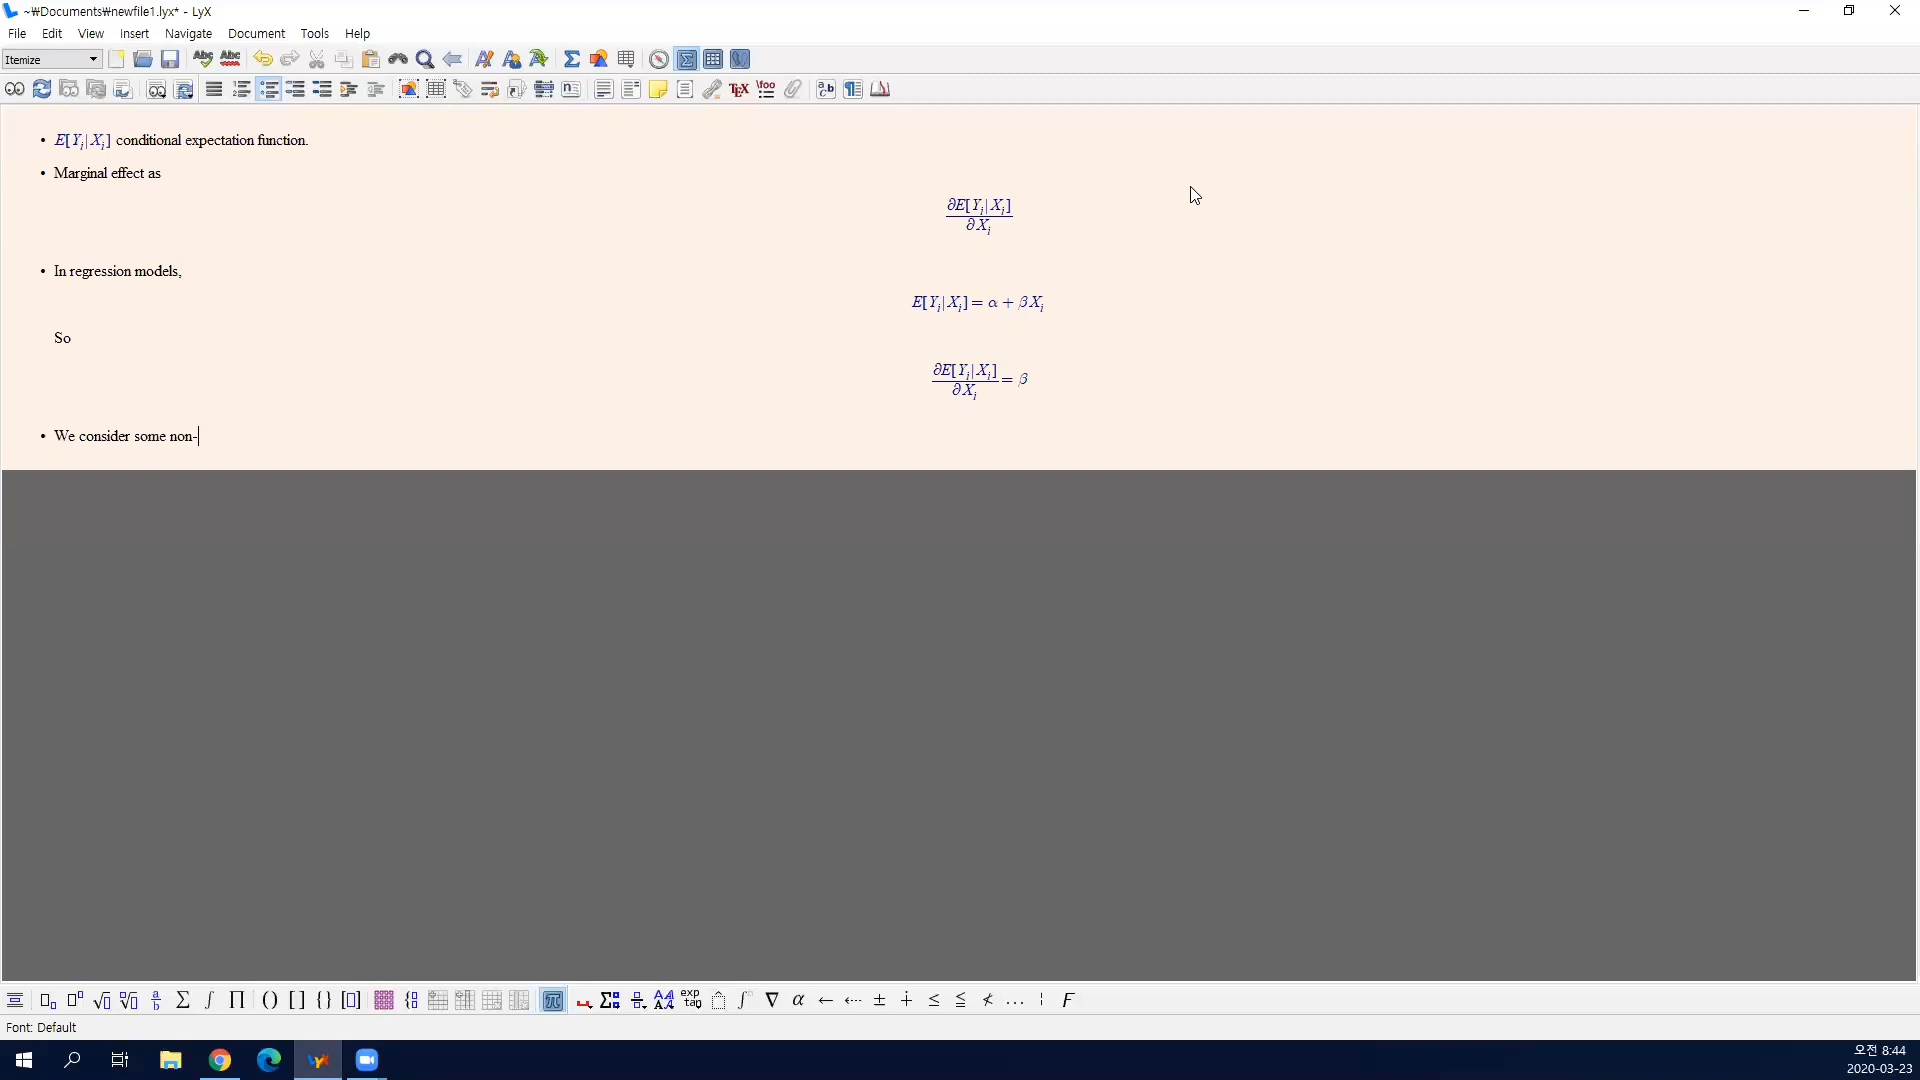 ~₩Documents₩newfile1.lyx* - LyX
File Edit View Insert Navigate Document Tools Help
Itemize
• E[Y_i|X_i] conditional expectation function.
• Marginal effect as
∂E[Y_i|X_i]
∂X_i
• In regression models,
E[Y_i|X_i] = α + βX_i
So
∂E[Y_i|X_i]
∂X_i
= β
• We consider some non-
Font: Default
오전 8:44
2020-03-23